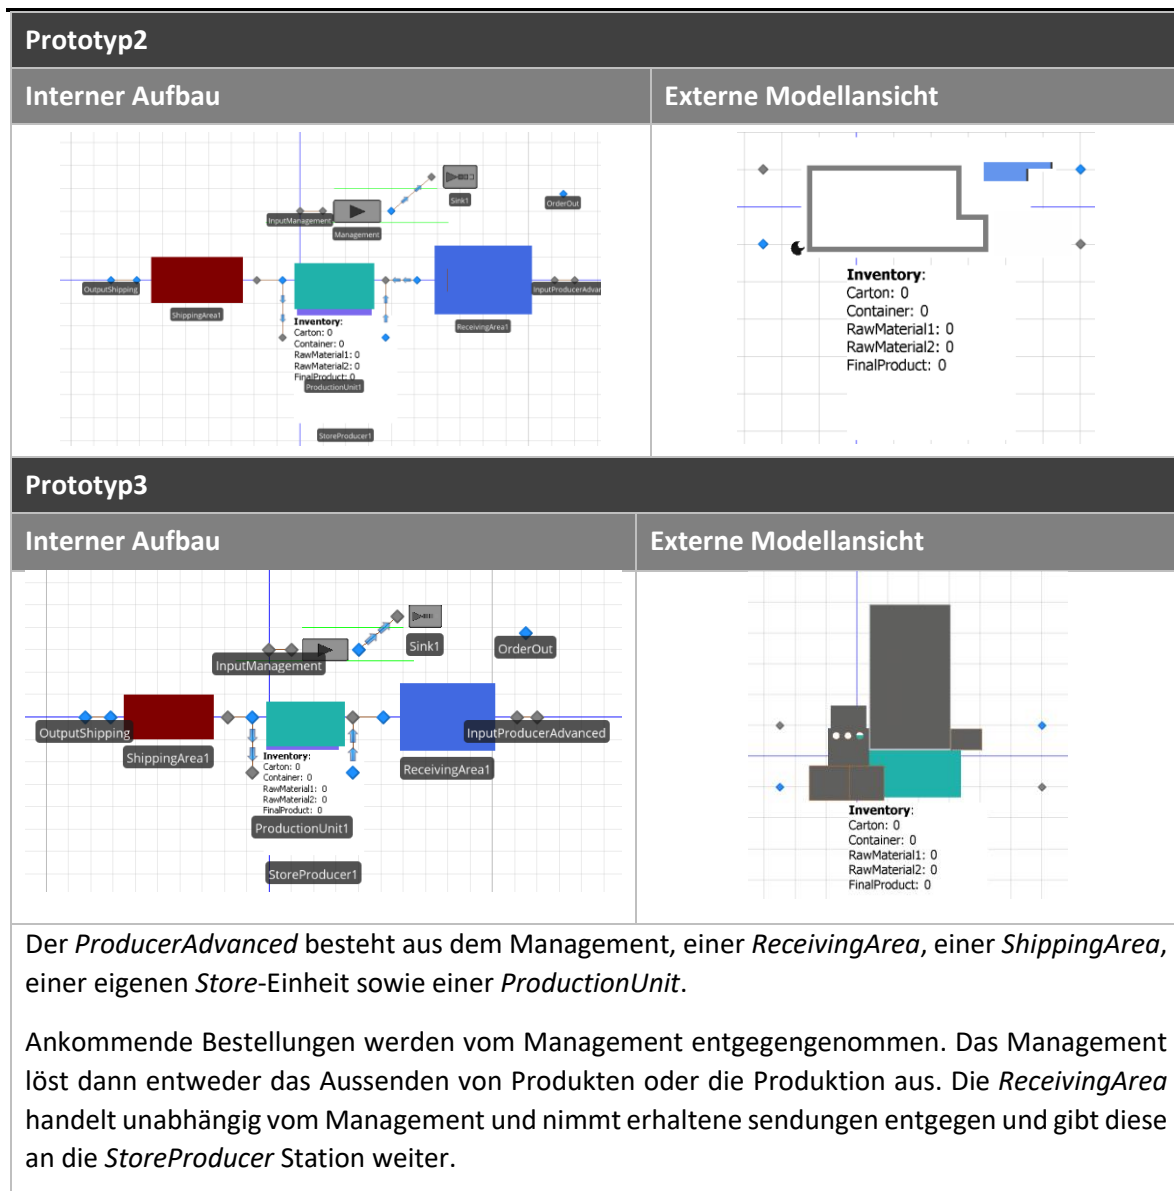 Prototyp2
Interner Aufbau
Externe Modellansicht
Sink1
OrderOut
InputManagement
Management
OutputShipping
ShippingArea1
ReceivingArea1
InputProducerAdvan
Inventory:
Carton: 0
Container: 0
RawMaterial1: 0
RawMaterial2: 0
FinalProduct: 0
ProductionUnit1
StoreProducer1
Inventory:
Carton: 0
Container: 0
RawMaterial1: 0
RawMaterial2: 0
FinalProduct: 0
Prototyp3
Interner Aufbau
Externe Modellansicht
Sink1
OrderOut
InputManagement
OutputShipping
ShippingArea1
InputProducerAdvanced
ReceivingArea1
Inventory:
Carton: 0
Container: 0
RawMaterial1: 0
RawMaterial2: 0
FinalProduct: 0
ProductionUnit1
StoreProducer1
Inventory:
Carton: 0
Container: 0
RawMaterial1: 0
RawMaterial2: 0
FinalProduct: 0
Der ProducerAdvanced besteht aus dem Management, einer ReceivingArea, einer ShippingArea,
einer eigenen Store-Einheit sowie einer ProductionUnit.
Ankommende Bestellungen werden vom Management entgegengenommen. Das Management
löst dann entweder das Aussenden von Produkten oder die Produktion aus. Die ReceivingArea
handelt unabhängig vom Management und nimmt erhaltene sendungen entgegen und gibt diese
an die StoreProducer Station weiter.